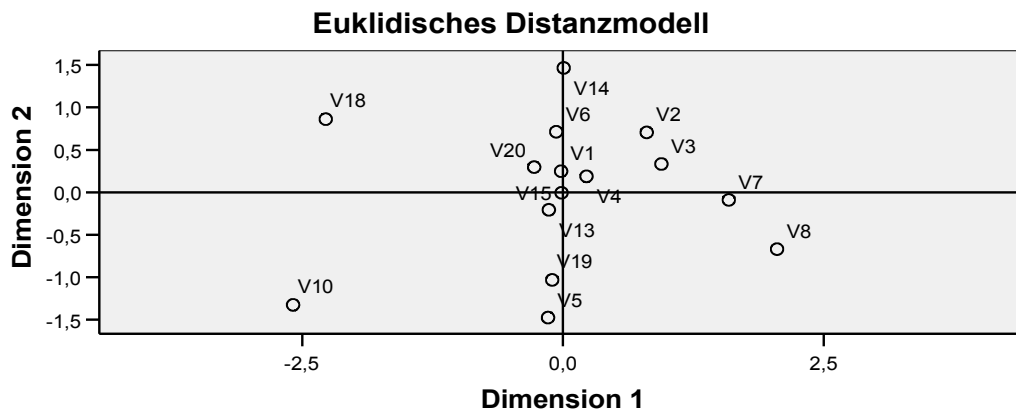 Euklidisches Distanzmodell
Dimension 2
1,5
1,0
0,5
0,0
-0,5
-1,0
-1,5
V14
V18
V6
V2
V20
V1
V3
V15
V4
V7
V13
V8
V19
V10
V5
-2,5
0,0
2,5
Dimension 1